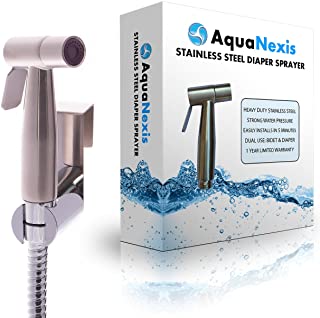 AquaNexis
STAINLESS STEEL DIAPER SPRAYER
HEAVY DUTY STAINLESS STEEL
STRONG WATER PRESSURE
EASILY INSTALLS IN 5 MINUTES
DUAL USE: BIDET & DIAPER
1 YEAR LIMITED WARRANTY